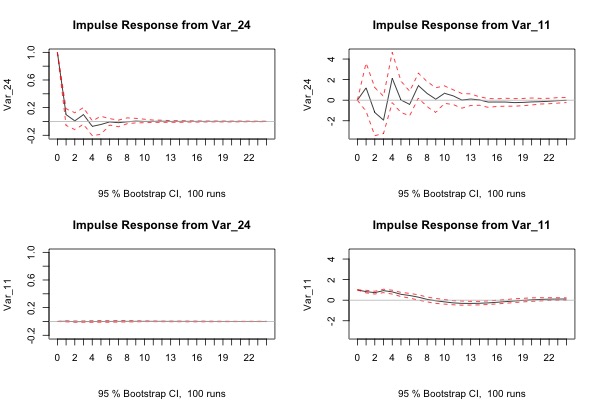 Impulse Response from Var_24
Var_24
1.0
0.6
0.2
-0.2
0 2 4 6 8 10 13 16 19 22
95 % Bootstrap CI, 100 runs
Impulse Response from Var_11
Var_24
4
2
0
-2
0 2 4 6 8 10 13 16 19 22
95 % Bootstrap CI, 100 runs
Impulse Response from Var_24
Var_11
1.0
0.6
0.2
-0.2
0 2 4 6 8 10 13 16 19 22
95 % Bootstrap CI, 100 runs
Impulse Response from Var_11
Var_11
4
2
0
-2
0 2 4 6 8 10 13 16 19 22
95 % Bootstrap CI, 100 runs